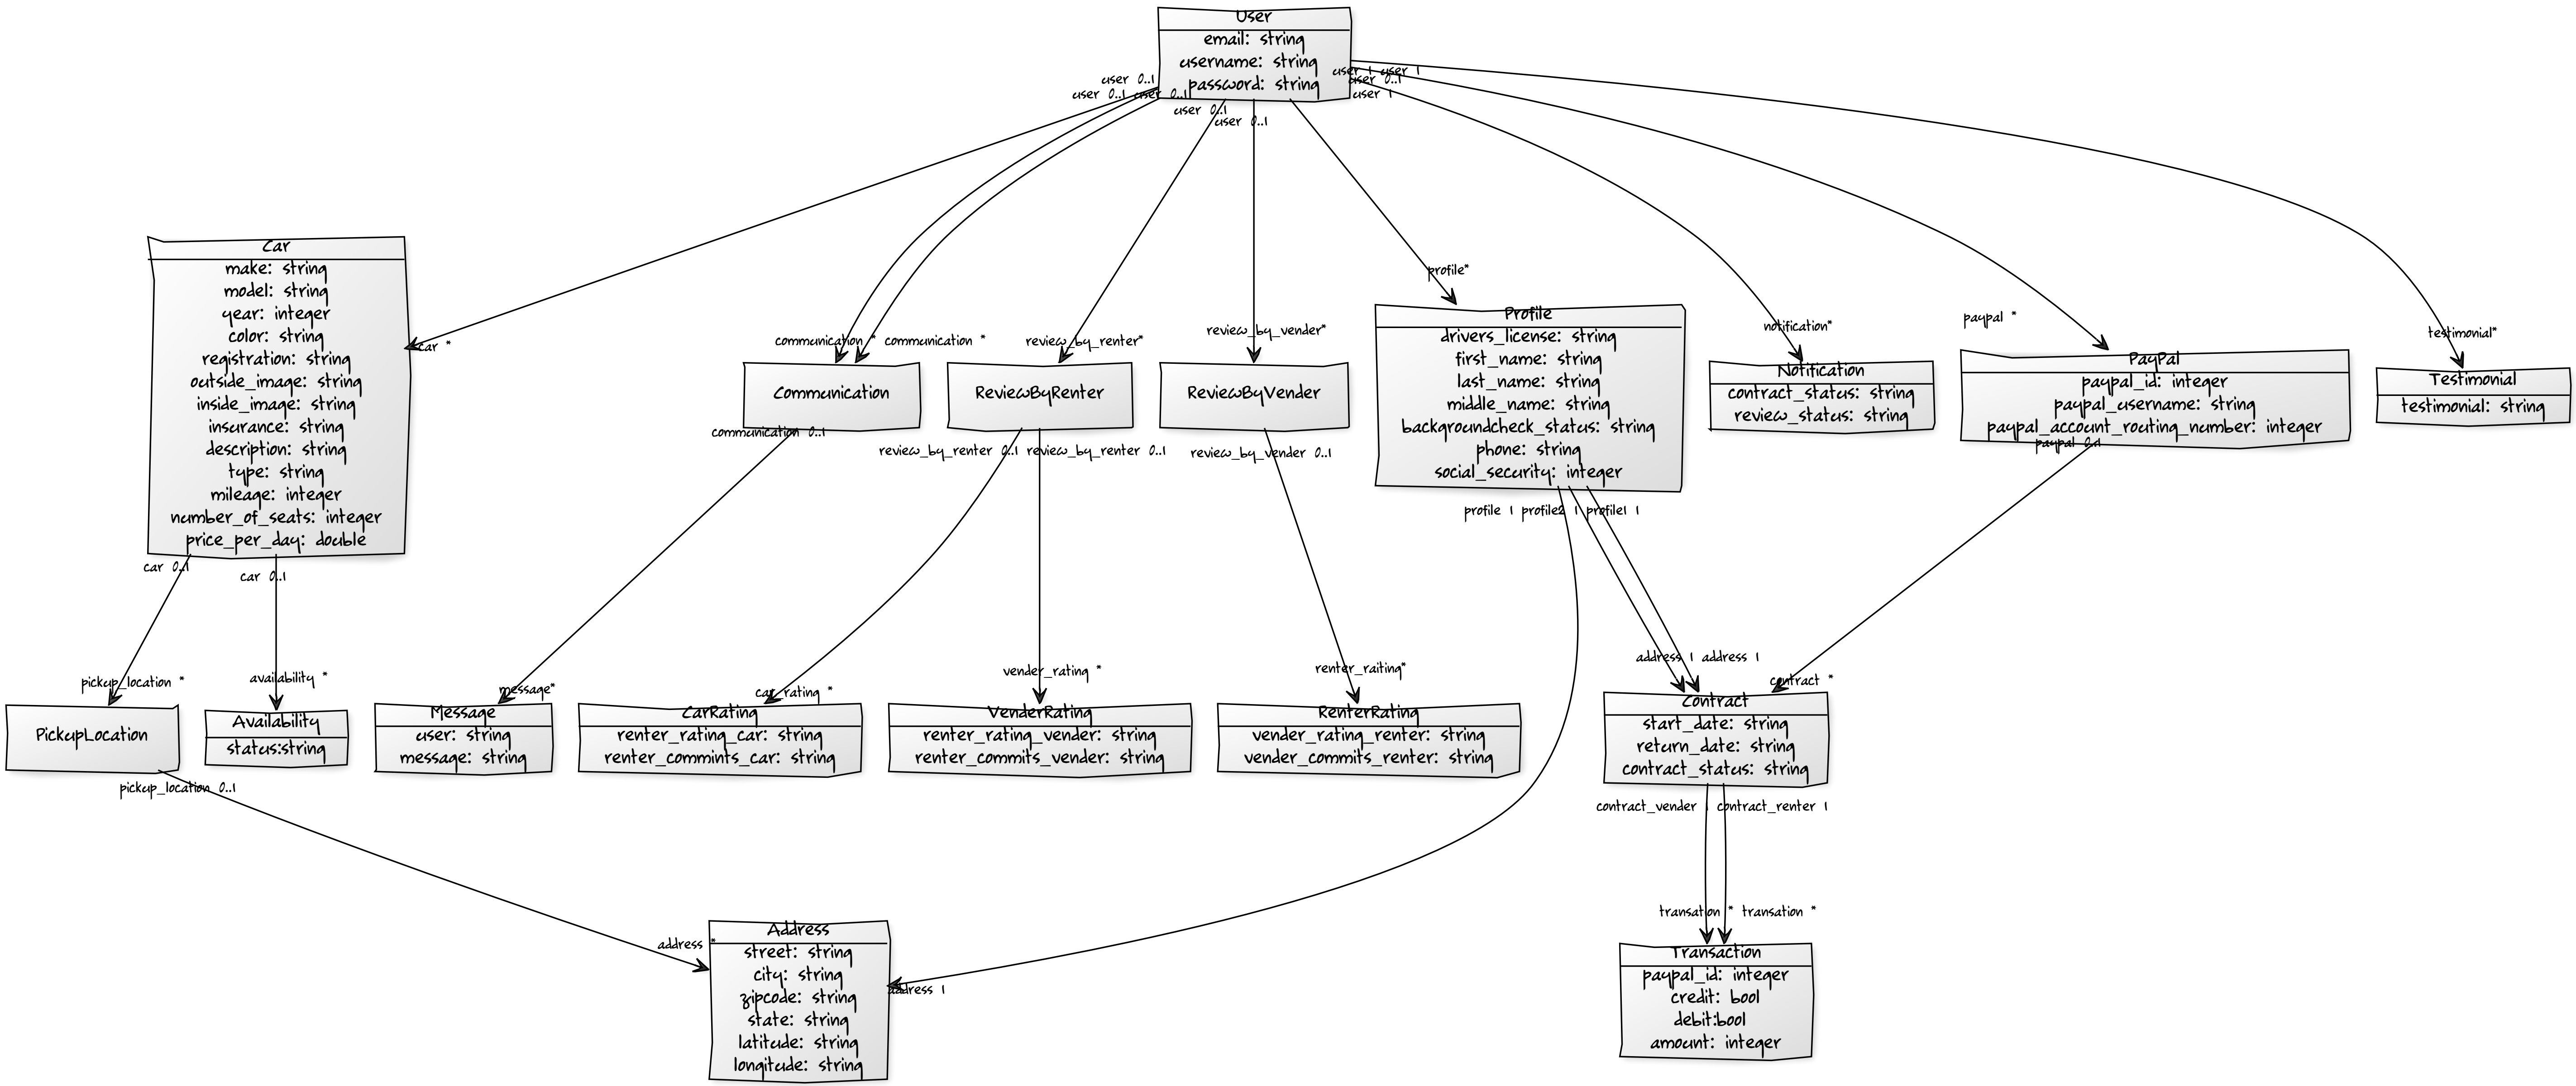 User
email: string
username: string
password: string
user 0..1
user 0..1 user 0..1
user 0..1
user 0..1
user 1 user 1
user 0..1
user 1
Car
make: string
model: string
year: integer
color: string
registration: string
outside_image: string
inside_image: string
insurance: string
description: string
type: string
mileage: integer
number_of_seats: integer
price_per_day: double
car *
communication * communication *
review_by_renter*
review_by_vender*
profile*
notification*
paypal *
testimonial*
Communication
ReviewByRenter
ReviewByVender
Profile
drivers_license: string
first_name: string
last_name: string
middle_name: string
backgroundcheck_status: string
phone: string
social_security: integer
Notification
contract_status: string
review_status: string
PayPal
paypal_id: integer
paypal_username: string
paypal_account_routing_number: integer
Testimonial
testimonial: string
communication 0..1
review_by_renter 0..1 review_by_renter 0..1
review_by_vender 0..1
profile 1 profile2 1 profile1 1
paypal 0..1
car 0..1
car 0..1
pickup_location *
availability *
message*
car_rating *
vender_rating *
renter_raiting*
address 1 address 1
contract *
PickupLocation
Availability
status:string
Message
user: string
message: string
CarRating
renter_rating_car: string
renter_commints_car: string
VenderRating
renter_rating_vender: string
renter_commits_vender: string
RenterRating
vender_rating_renter: string
vender_commits_renter: string
Contract
start_date: string
return_date: string
contract_status: string
pickup_location 0..1
contract_vender 1 contract_renter 1
transation * transation *
address *
address 1
Address
street: string
city: string
zipcode: string
state: string
latitude: string
longitude: string
Transaction
paypal_id: integer
credit: bool
debit:bool
amount: integer